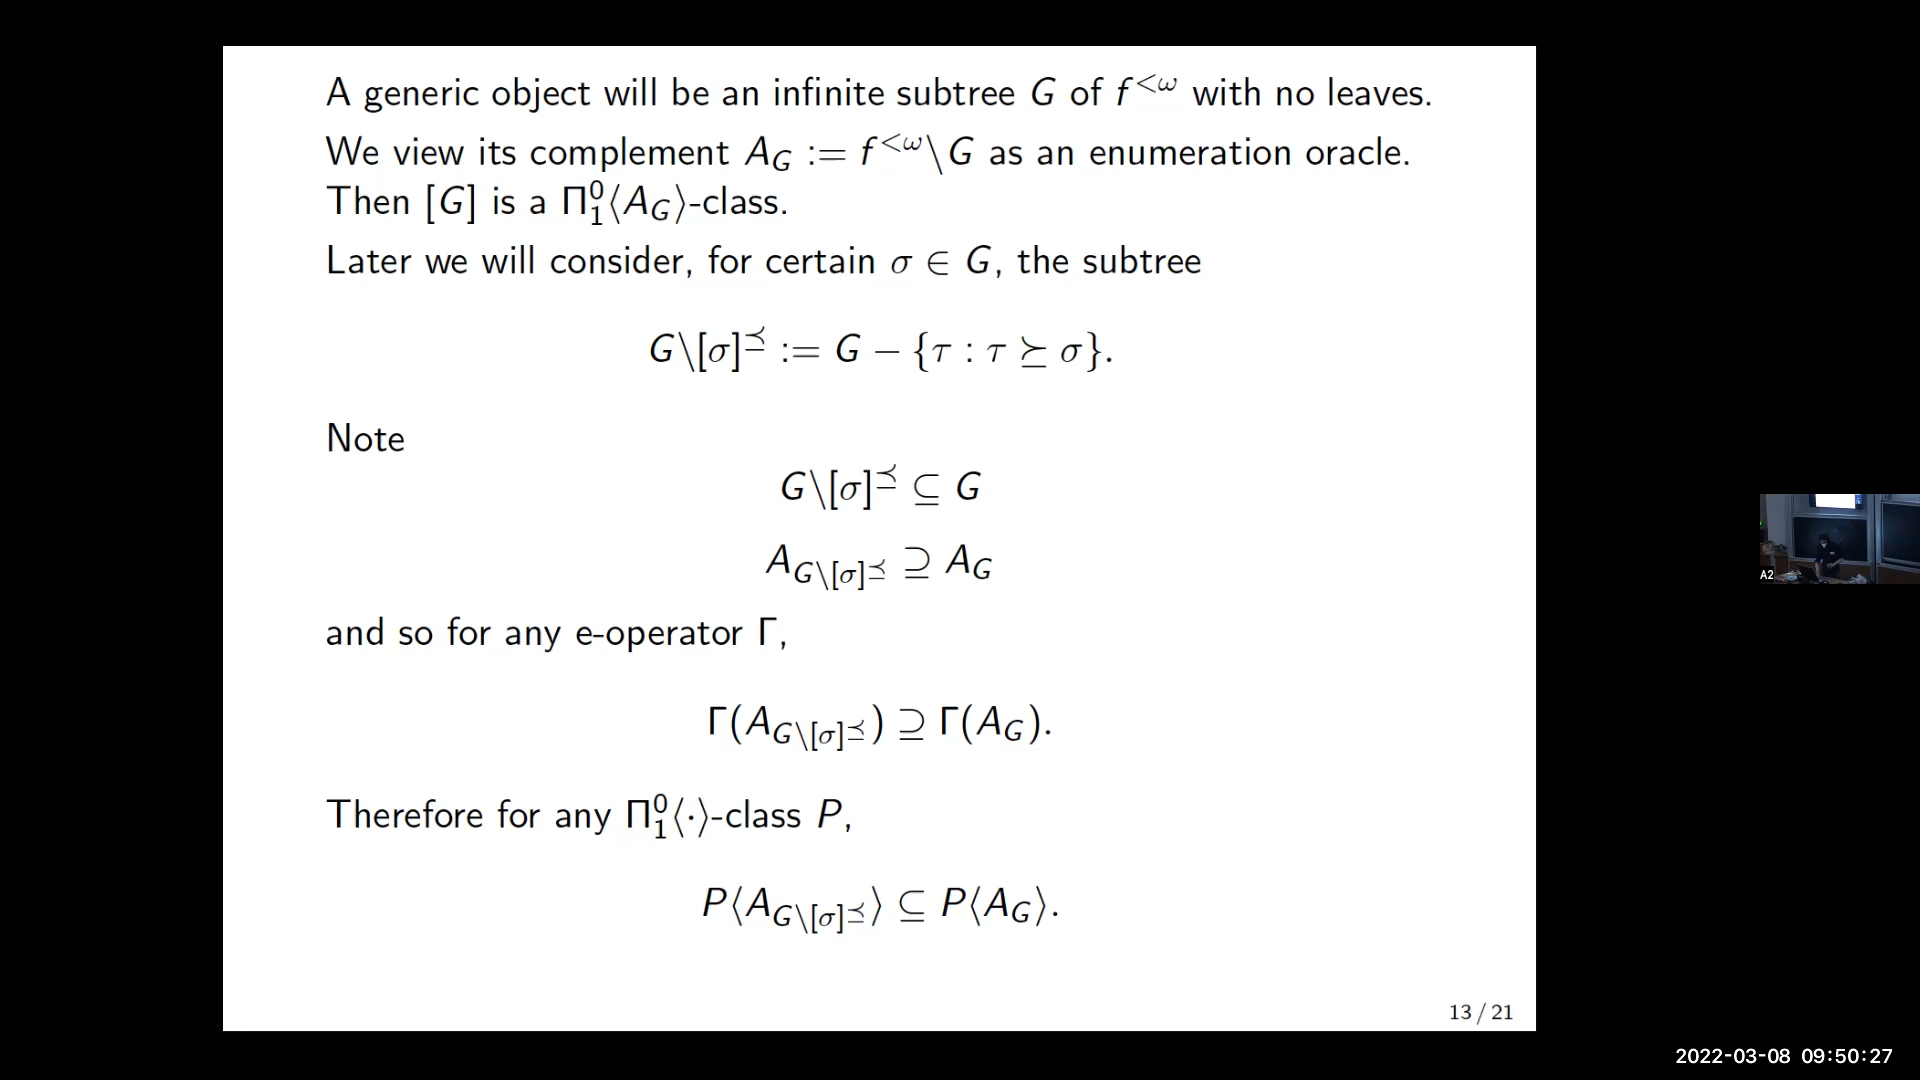 A generic object will be an infinite subtree G of f^{<ω} with no leaves.
We view its complement A_G := f^{<ω}\G as an enumeration oracle.
Then [G] is a Π^0_1⟨A_G⟩-class.
Later we will consider, for certain σ ∈ G, the subtree
G\[σ]^⪯ := G − {τ : τ ⪰ σ}.
Note
G\[σ]^⪯ ⊆ G
A_{G\[σ]^⪯} ⊇ A_G
and so for any e-operator Γ,
Γ(A_{G\[σ]^⪯}) ⊇ Γ(A_G).
Therefore for any Π^0_1⟨·⟩-class P,
P⟨A_{G\[σ]^⪯}⟩ ⊆ P⟨A_G⟩.
13 / 21
A2
2022-03-08 09:50:27